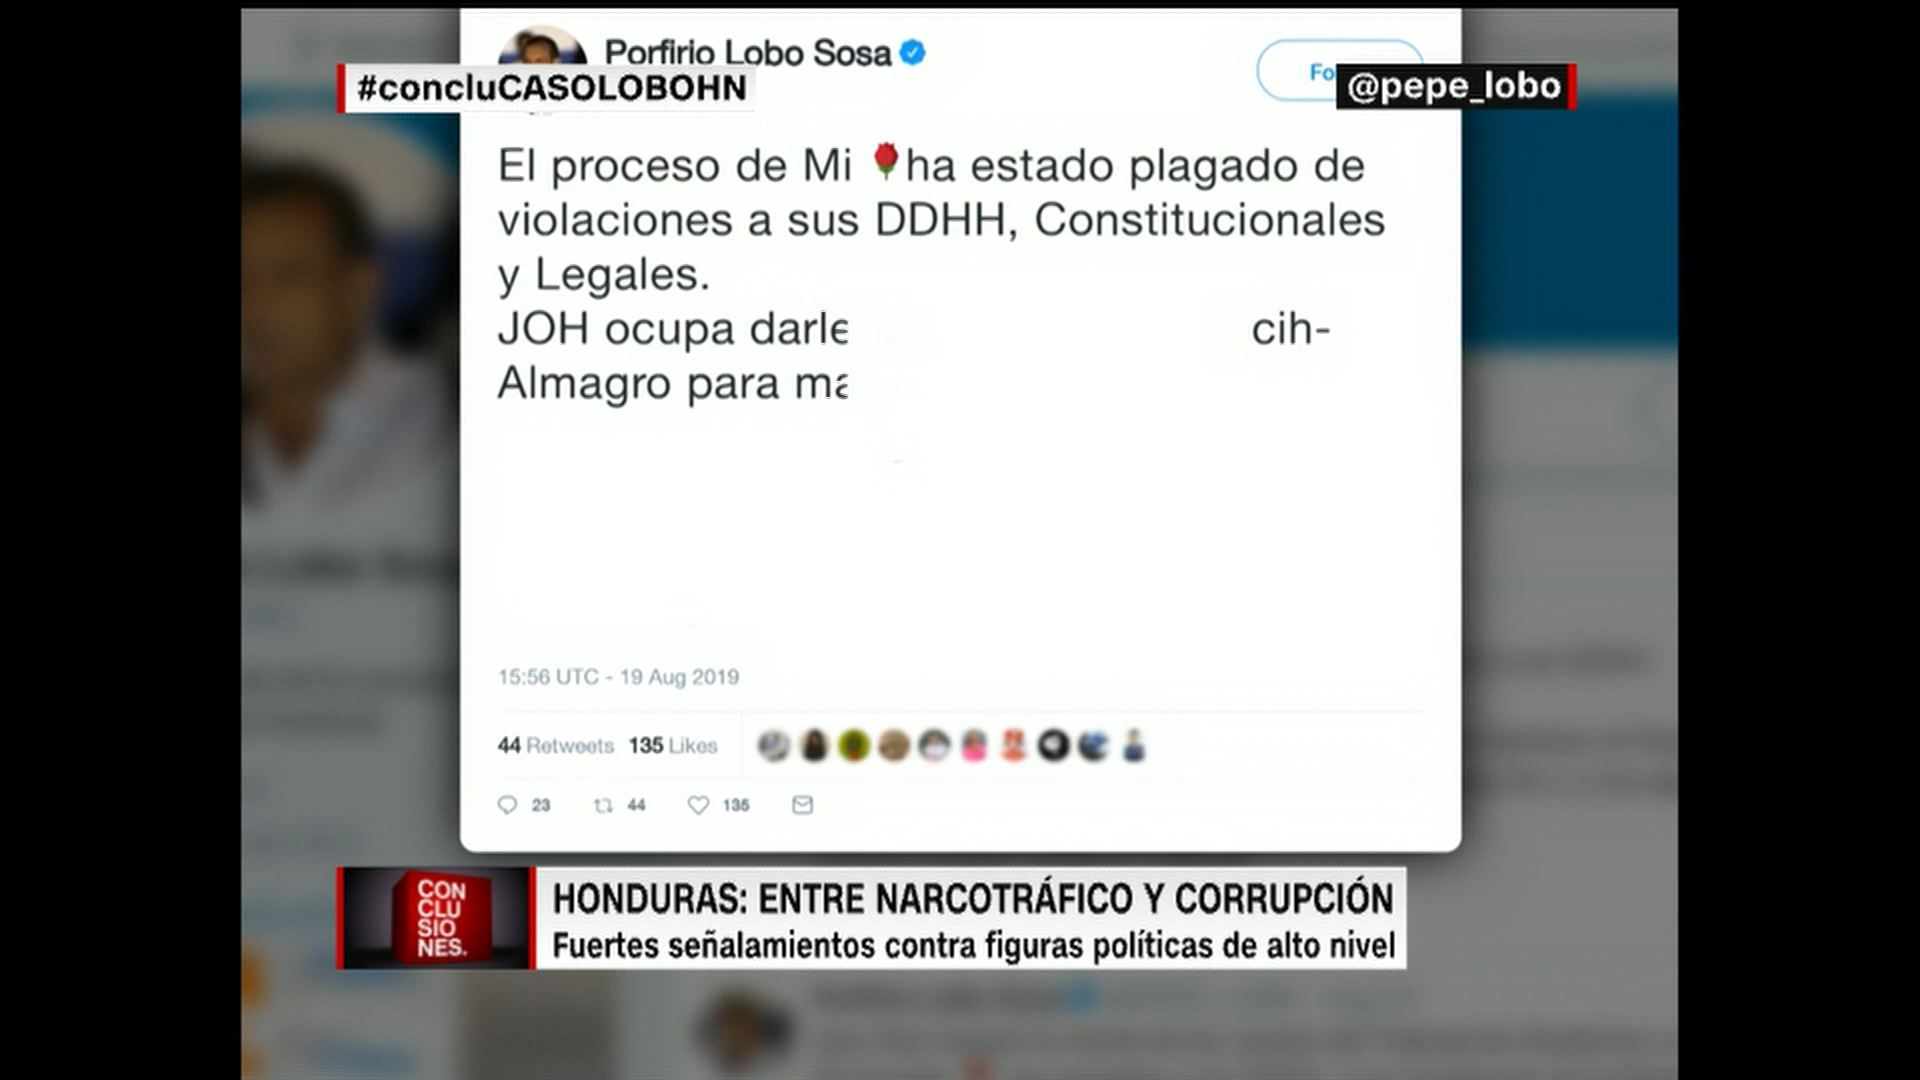 Porfirio Lobo Sosa
#concluCASOLOBOHN
@pepe_lobo
El proceso de Mi 🌹ha estado plagado de
violaciones a sus DDHH, Constitucionales
y Legales.
JOH ocupa darle cih-
Almagro para
15:56 UTC - 19 Aug 2019
44 Retweets 135 Likes
23 44 135
CON
CLU
SIO
NES.
HONDURAS: ENTRE NARCOTRÁFICO Y CORRUPCIÓN
Fuertes señalamientos contra figuras políticas de alto nivel